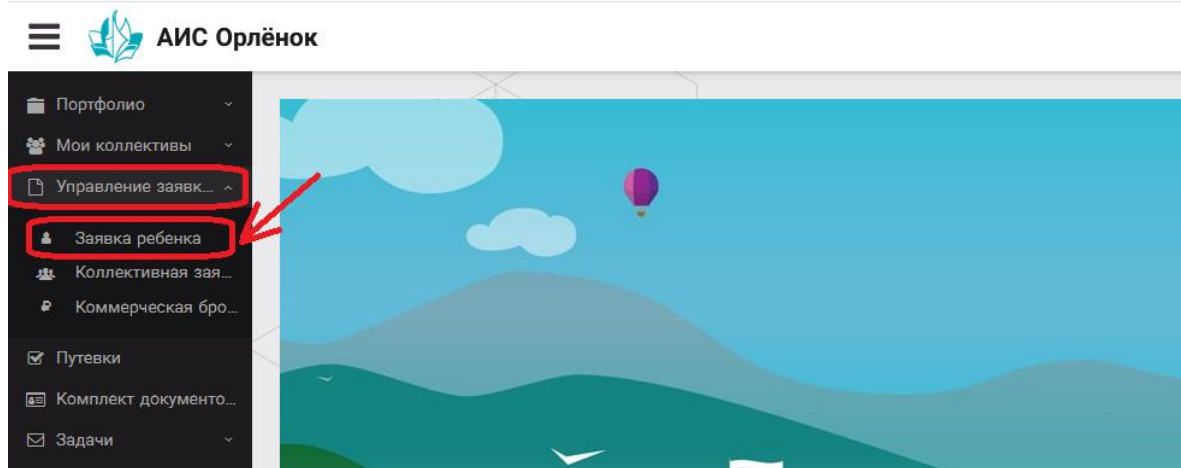 АИС Орлёнок
Портфолио
Мои коллективы
Управление заявк...
Заявка ребенка
Коллективная зая...
Коммерческая бро...
Путевки
Комплект документо...
Задачи